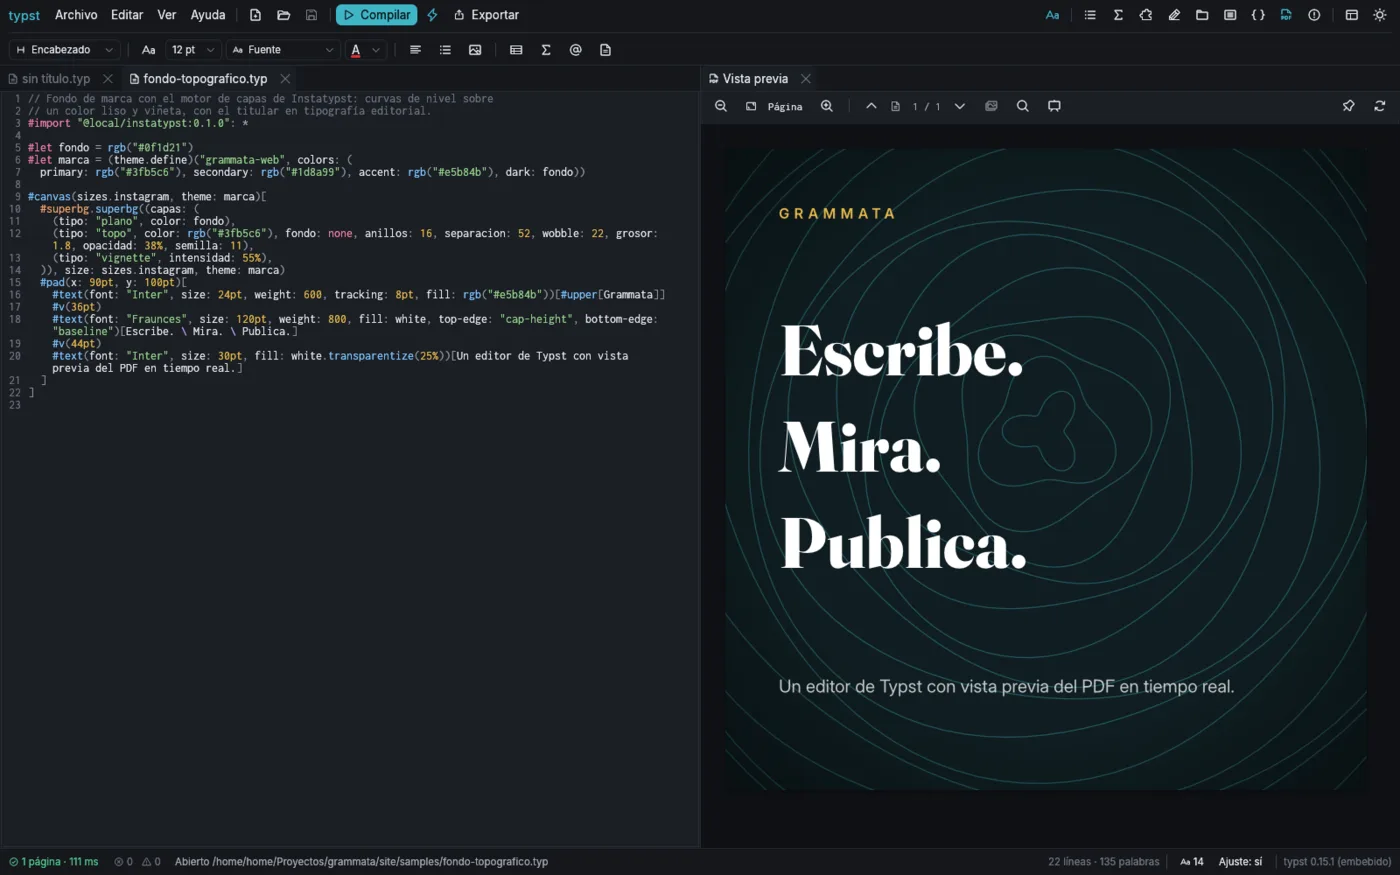 typst Archivo Editar Ver Ayuda Compilar Exportar
Encabezado Aa 12 pt Aa Fuente A
sin título.typ fondo-topografico.typ
Vista previa
Página 1 / 1
1 // Fondo de marca con el motor de capas de Instatypst: curvas de nivel sobre
2 // un color liso y viñeta, con el titular en tipografía editorial.
3 #import "@local/instatypst:0.1.0": *
4
5 #let fondo = rgb("#0f1d21")
6 #let marca = (theme.define)("grammata-web", colors: (
7 primary: rgb("#3fb5c6"), secondary: rgb("#1d8a99"), accent: rgb("#e5b84b"), dark: fondo))
8
9 #canvas(sizes.instagram, theme: marca)[
10 #superbg.superbg((capas: (
11 (tipo: "plano", color: fondo),
12 (tipo: "topo", color: rgb("#3fb5c6"), fondo: none, anillos: 16, separacion: 52, wobble: 22, grosor:
1.8, opacidad: 38%, semilla: 11),
13 (tipo: "vignette", intensidad: 55%),
14 )), size: sizes.instagram, theme: marca)
15 #pad(x: 90pt, y: 100pt)[
16 #text(font: "Inter", size: 24pt, weight: 600, tracking: 8pt, fill: rgb("#e5b84b"))[#upper[Grammata]]
17 #v(36pt)
18 #text(font: "Fraunces", size: 120pt, weight: 800, fill: white, top-edge: "cap-height", bottom-edge:
"baseline")[Escribe. \ Mira. \ Publica.]
19 #v(44pt)
20 #text(font: "Inter", size: 30pt, fill: white.transparentize(25%))[Un editor de Typst con vista
previa del PDF en tiempo real.]
21 ]
22 ]
23
GRAMMATA
Escribe.
Mira.
Publica.
Un editor de Typst con vista previa del PDF en tiempo real.
1 página · 111 ms 0 0 Abierto /home/home/Proyectos/grammata/site/samples/fondo-topografico.typ 22 líneas · 135 palabras Aa 14 Ajuste: sí typst 0.15.1 (embebido)